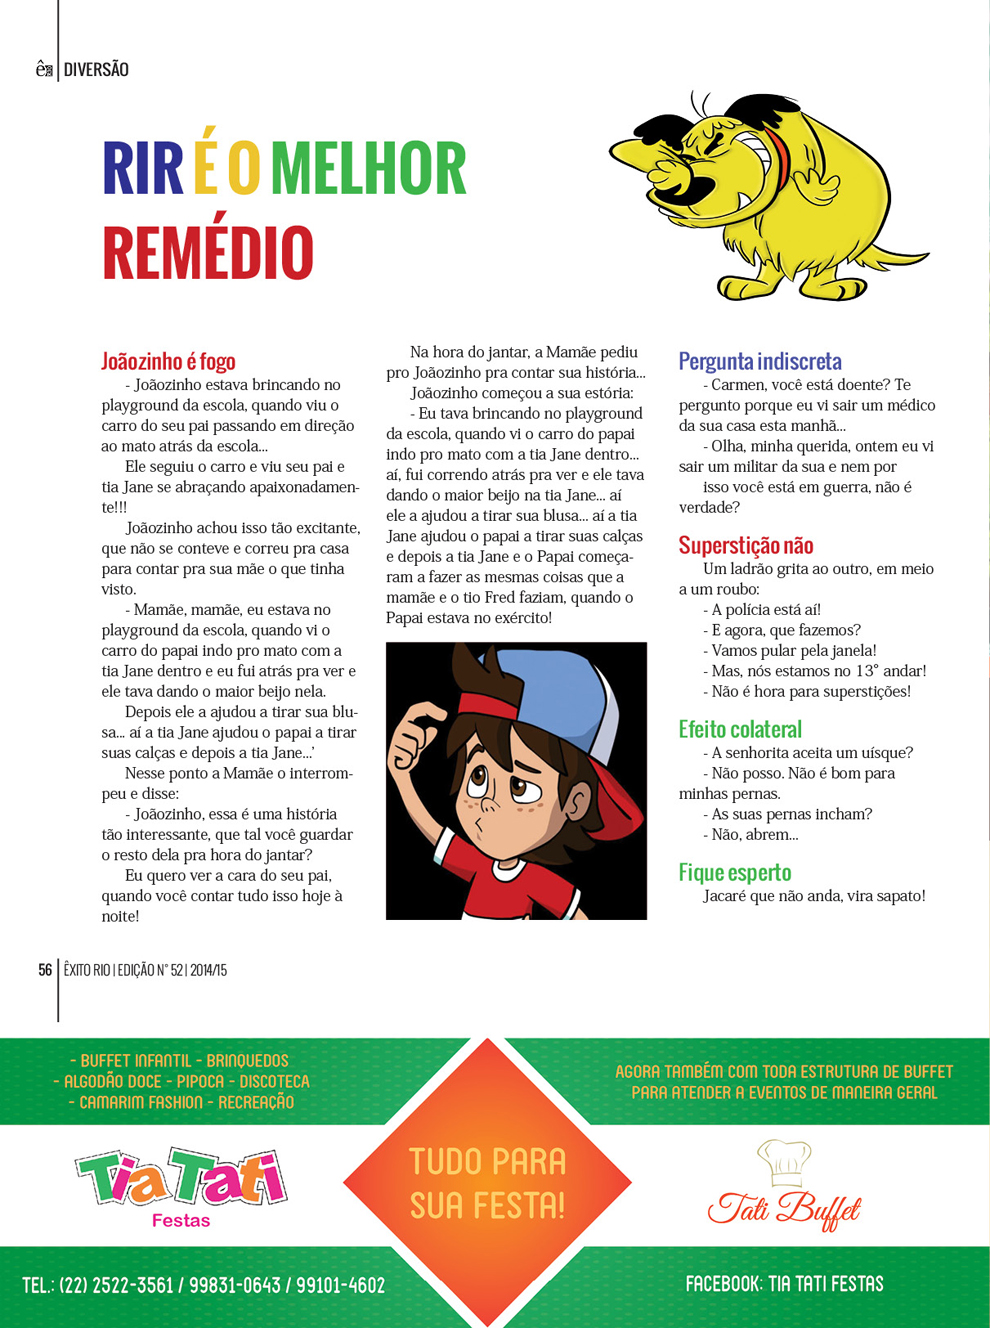 DIVERSÃO
RIR É O MELHOR
REMÉDIO
Joãozinho é fogo
- Joãozinho estava brincando no
playground da escola, quando viu o
carro do seu pai passando em direção
ao mato atrás da escola...
Ele seguiu o carro e viu seu pai e
tia Jane se abraçando apaixonadamen-
te!!!
Joãozinho achou isso tão excitante,
que não se conteve e correu pra casa
para contar pra sua mãe o que tinha
visto.
- Mamãe, mamãe, eu estava no
playground da escola, quando vi o
carro do papai indo pro mato com a
tia Jane dentro e eu fui atrás pra ver e
ele tava dando o maior beijo nela.
Depois ele a ajudou a tirar sua blu-
sa... aí a tia Jane ajudou o papai a tirar
suas calças e depois a tia Jane...'
Nesse ponto a Mamãe o interrom-
peu e disse:
- Joãozinho, essa é uma história
tão interessante, que tal você guardar
o resto dela pra hora do jantar?
Eu quero ver a cara do seu pai,
quando você contar tudo isso hoje à
noite!
Na hora do jantar, a Mamãe pediu
pro Joãozinho pra contar sua história...
Joãozinho começou a sua estória:
- Eu tava brincando no playground
da escola, quando vi o carro do papai
indo pro mato com a tia Jane dentro...
aí, fui correndo atrás pra ver e ele tava
dando o maior beijo na tia Jane... aí
ele a ajudou a tirar sua blusa... aí a tia
Jane ajudou o papai a tirar suas calças
e depois a tia Jane e o Papai começa-
ram a fazer as mesmas coisas que a
mamãe e o tio Fred faziam, quando o
Papai estava no exército!
Pergunta indiscreta
- Carmen, você está doente? Te
pergunto porque eu vi sair um médico
da sua casa esta manhã...
- Olha, minha querida, ontem eu vi
sair um militar da sua e nem por
isso você está em guerra, não é
verdade?
Superstição não
Um ladrão grita ao outro, em meio
a um roubo:
- A polícia está aí!
- E agora, que fazemos?
- Vamos pular pela janela!
- Mas, nós estamos no 13° andar!
- Não é hora para superstições!
Efeito colateral
- A senhorita aceita um uísque?
- Não posso. Não é bom para
minhas pernas.
- As suas pernas incham?
- Não, abrem...
Fique esperto
Jacaré que não anda, vira sapato!
56 ÊXITO RIO | EDIÇÃO N° 52 | 2014/15
- BUFFET INFANTIL - BRINQUEDOS
- ALGODÃO DOCE - PIPOCA - DISCOTECA
- CAMARIM FASHION - RECREAÇÃO
Tia Tati
Festas
TEL.: (22) 2522-3561 / 99831-0643 / 99101-4602
TUDO PARA
SUA FESTA!
AGORA TAMBÉM COM TODA ESTRUTURA DE BUFFET
PARA ATENDER A EVENTOS DE MANEIRA GERAL
Tati Buffet
FACEBOOK: TIA TATI FESTAS